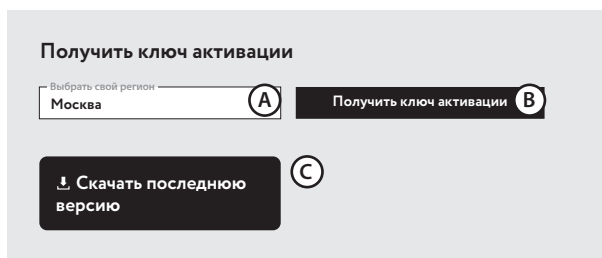 Получить ключ активации
Выбрать свой регион
Москва
A
Получить ключ активации
B
Скачать последнюю
версию
C